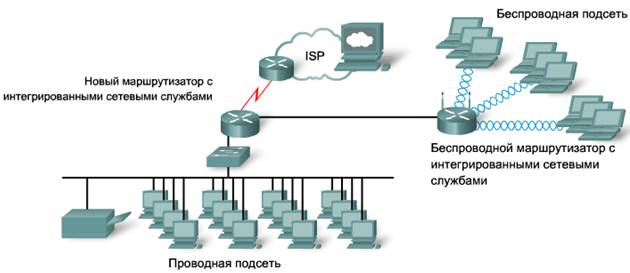 Беспроводная подсеть
ISP
Новый маршрутизатор с
интегрированными сетевыми службами
Беспроводной маршрутизатор с
интегрированными сетевыми
службами
Проводная подсеть